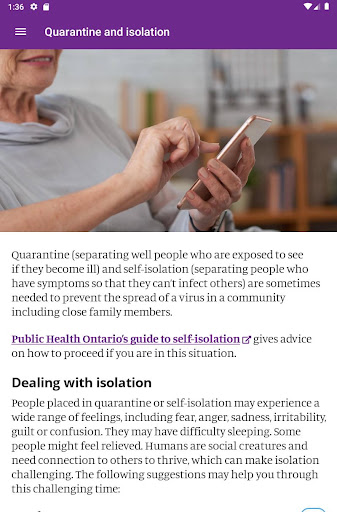 1:36
Quarantine and isolation
Quarantine (separating well people who are exposed to see
if they become ill) and self-isolation (separating people who
have symptoms so that they can't infect others) are sometimes
needed to prevent the spread of a virus in a community
including close family members.
Public Health Ontario's guide to self-isolation gives advice
on how to proceed if you are in this situation.
Dealing with isolation
People placed in quarantine or self-isolation may experience a
wide range of feelings, including fear, anger, sadness, irritability,
guilt or confusion. They may have difficulty sleeping. Some
people might feel relieved. Humans are social creatures and
need connection to others to thrive, which can make isolation
challenging. The following suggestions may help you through
this challenging time: